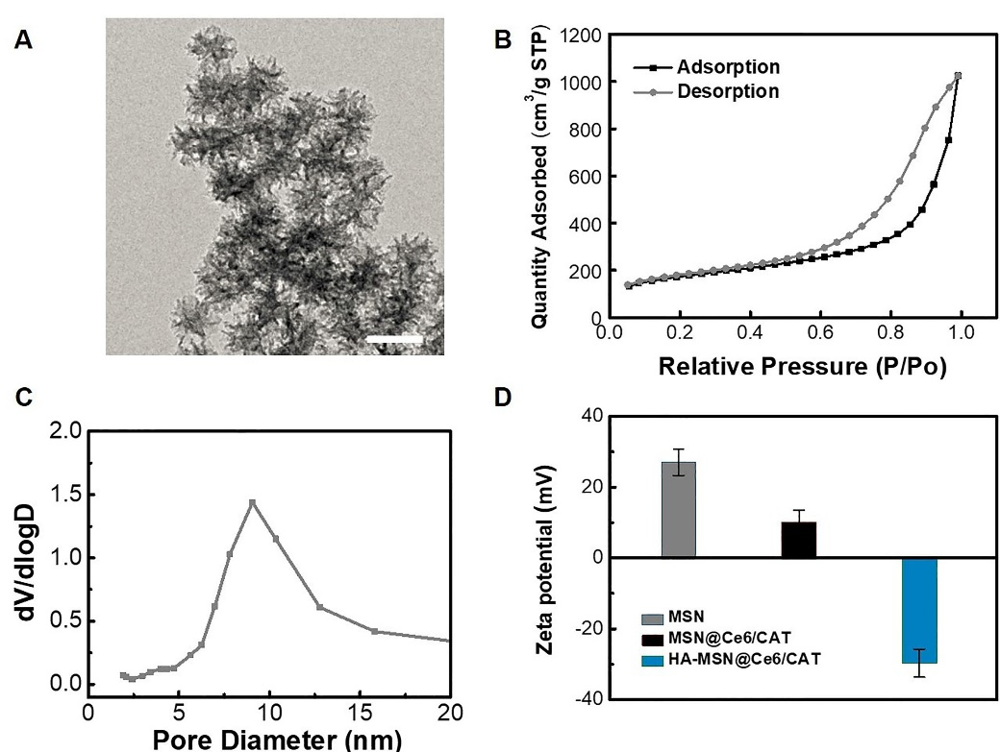 A
B
1200
1000
800
600
400
200
0
Quantity Adsorbed (cm³/g STP)
Adsorption
Desorption
0.0 0.2 0.4 0.6 0.8 1.0
Relative Pressure (P/Po)
C
2.0
1.5
1.0
0.5
0.0
dV/dlogD
0 5 10 15 20
Pore Diameter (nm)
D
40
20
0
-20
-40
Zeta potential (mV)
MSN
MSN@Ce6/CAT
HA-MSN@Ce6/CAT